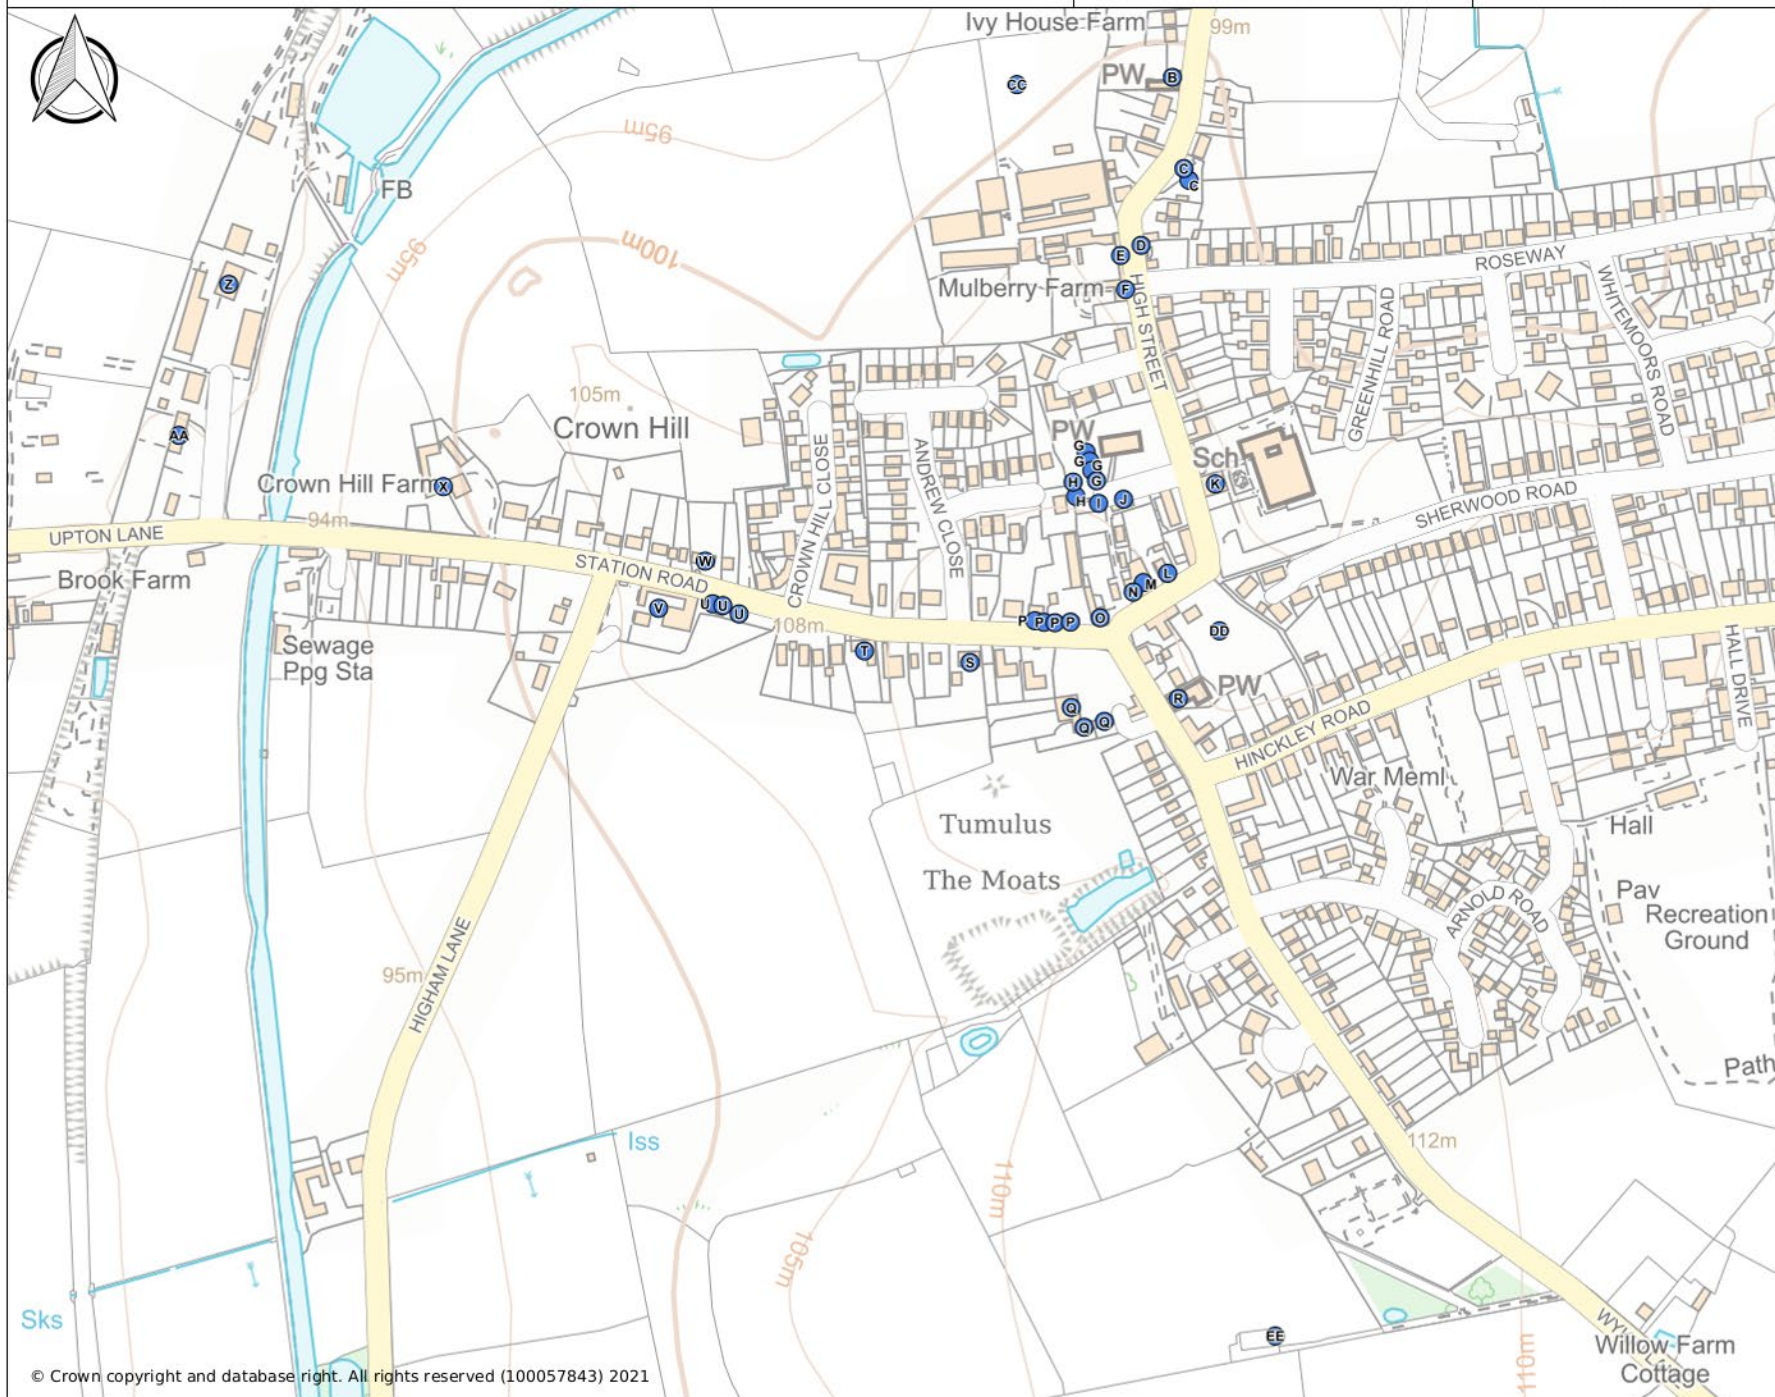 Ivy House Farm
99m
PW
B
CC
95m
C
C
FB
95m
100m
E
D
Mulberry Farm
F
HIGH STREET
ROSEWAY
WHITEMOORS ROAD
GREENHILL ROAD
Z
105m
Crown Hill
AA
Crown Hill Farm
X
CROWN HILL CLOSE
ANDREW CLOSE
PW
G
G
G
G
H
H
I
J
Sch
K
SHERWOOD ROAD
UPTON LANE
94m
STATION ROAD
W
Brook Farm
V
U
U
U
108m
L
M
N
O
P
P
P
P
DD
Sewage
Ppg Sta
T
S
Q
Q
Q
R
PW
HINCKLEY ROAD
HALL DRIVE
War Meml
Tumulus
The Moats
Hall
Pav
Recreation
Ground
ARNOLD ROAD
95m
HIGHAM LANE
Path
Iss
112m
110m
105m
Sks
EE
110m
Willow Farm
Cottage
© Crown copyright and database right. All rights reserved (100057843) 2021